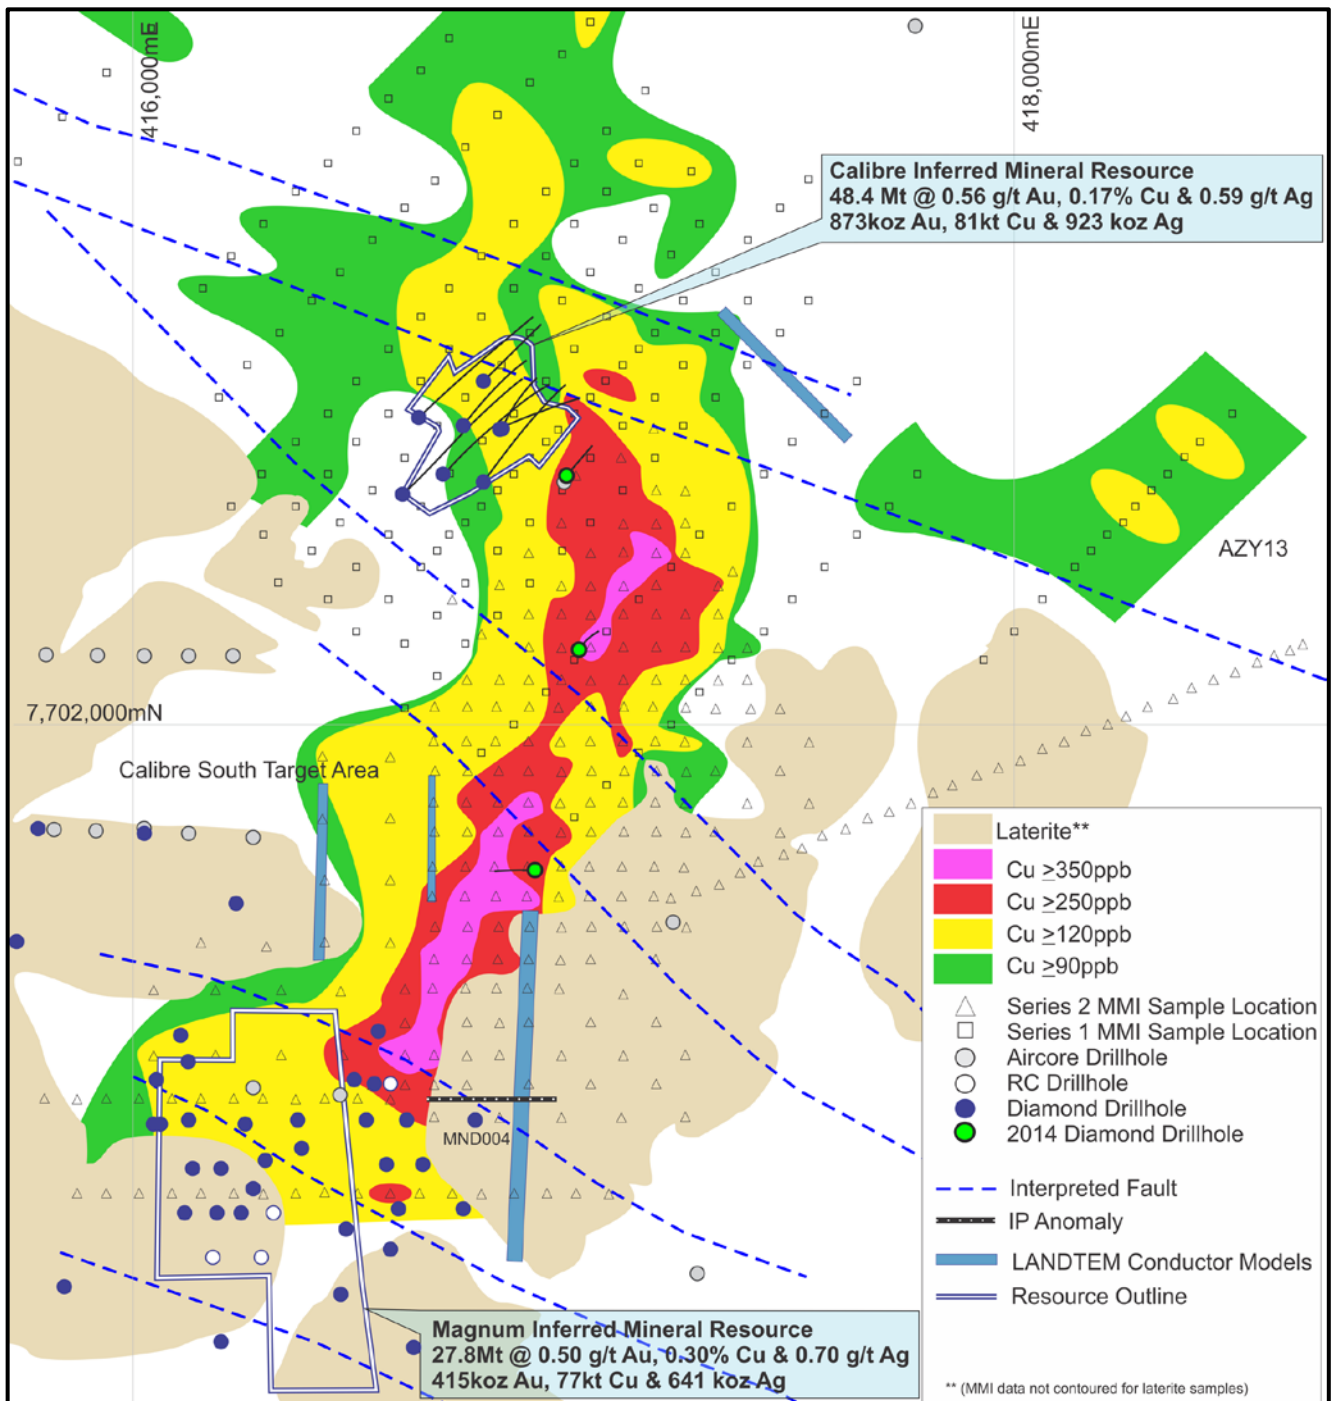 416,000mE
418,000mE
Calibre Inferred Mineral Resource
48.4 Mt @ 0.56 g/t Au, 0.17% Cu & 0.59 g/t Ag
873koz Au, 81kt Cu & 923 koz Ag
AZY13
7,702,000mN
Calibre South Target Area
MND004
Laterite**
Cu ≥350ppb
Cu ≥250ppb
Cu ≥120ppb
Cu ≥90ppb
Series 2 MMI Sample Location
Series 1 MMI Sample Location
Aircore Drillhole
RC Drillhole
Diamond Drillhole
2014 Diamond Drillhole
Interpreted Fault
IP Anomaly
LANDTEM Conductor Models
Resource Outline
** (MMI data not contoured for laterite samples)
Magnum Inferred Mineral Resource
27.8Mt @ 0.50 g/t Au, 0.30% Cu & 0.70 g/t Ag
415koz Au, 77kt Cu & 641 koz Ag